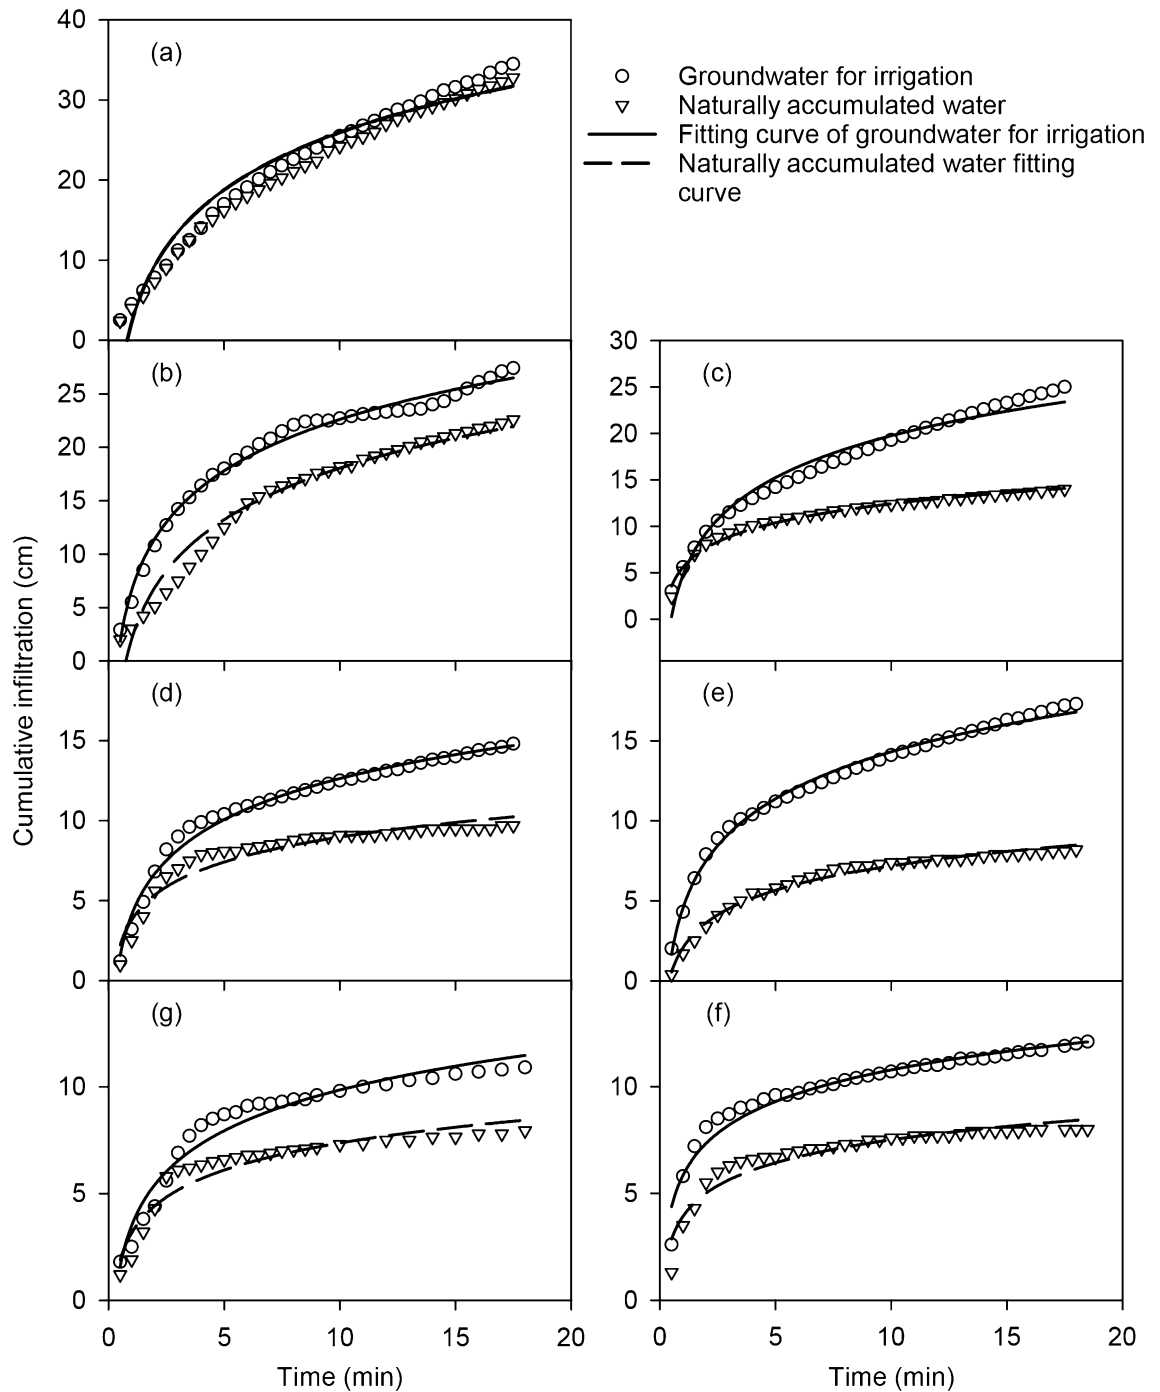 40
30
20
10
0
(a)
Groundwater for irrigation
Naturally accumulated water
Fitting curve of groundwater for irrigation
Naturally accumulated water fitting
curve
Cumulative infiltration (cm)
25
20
15
10
5
0
(b)
30
25
20
15
10
5
0
(c)
15
10
5
0
(d)
15
10
5
0
(e)
10
5
0
(g)
0 5 10 15 20
Time (min)
10
5
0
(f)
0 5 10 15 20
Time (min)